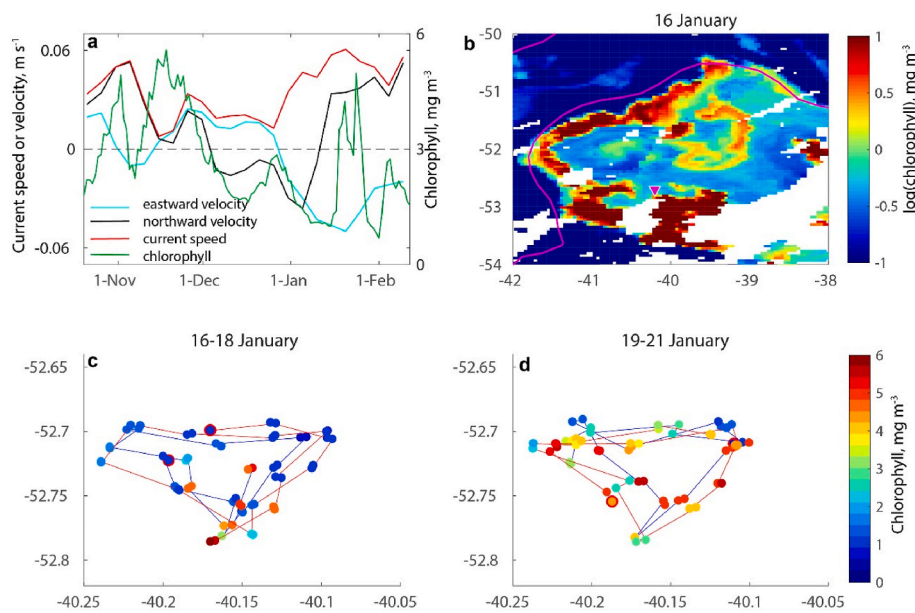 a
Current speed or velocity, m s⁻¹
0.06
0
-0.06
6
3
0
Chlorophyll, mg m⁻³
eastward velocity
northward velocity
current speed
chlorophyll
1-Nov
1-Dec
1-Jan
1-Feb
16 January
b
-50
-51
-52
-53
-54
-42
-41
-40
-39
-38
1
0.5
0
-0.5
-1
loo(chlorophyll), mg m⁻³
16-18 January
c
-52.65
-52.7
-52.75
-52.8
-40.25
-40.2
-40.15
-40.1
-40.05
19-21 January
d
-52.65
-52.7
-52.75
-52.8
-40.25
-40.2
-40.15
-40.1
-40.05
6
5
4
3
2
1
0
Chlorophyll, mg m⁻³